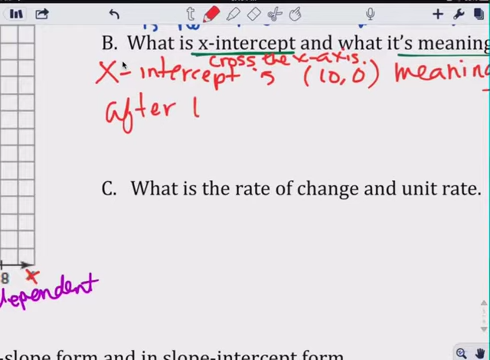 B. What is x-intercept and what it's meaning
cross the x-axis.
x-intercept is (10,0) meaning
after 1
C. What is the rate of change and unit rate.
8 x
dependent
-slope form and in slope-intercept form